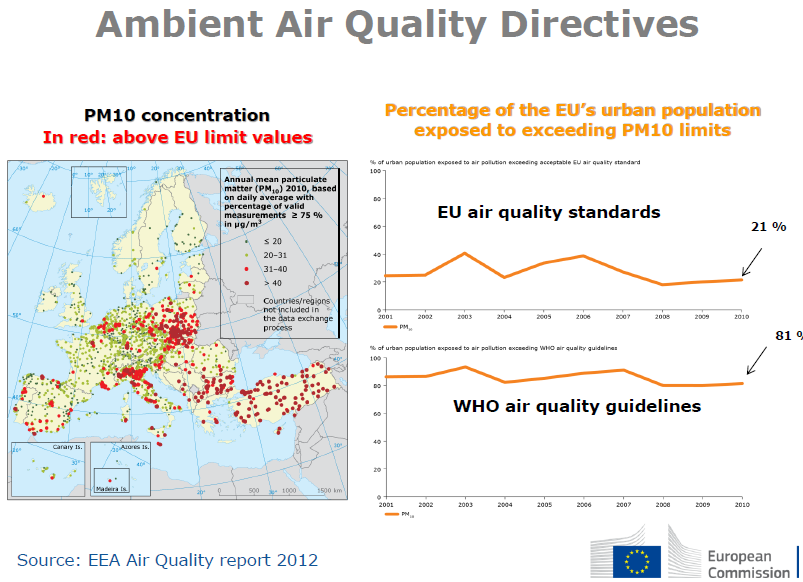 Ambient Air Quality Directives
PM10 concentration
In red: above EU limit values
Annual mean particulate
matter (PM10) 2010, based
on daily average with
percentage of valid
measurements ≥ 75 %
in µg/m3
≤ 20
20–31
31–40
> 40
Countries/regions
not included in
the data exchange
process
Canary Is.
Azores Is.
Madeira Is.
0 500 1000 1500 km
Percentage of the EU's urban population
exposed to exceeding PM10 limits
% of urban population exposed to air pollution exceeding acceptable EU air quality standard
100
80
60
40
20
0
EU air quality standards
21 %
2001 2002 2003 2004 2005 2006 2007 2008 2009 2010
PM10
% of urban population exposed to air pollution exceeding WHO air quality guidelines
100
80
60
40
20
0
81 %
WHO air quality guidelines
2001 2002 2003 2004 2005 2006 2007 2008 2009 2010
PM10
Source: EEA Air Quality report 2012
European
Commission